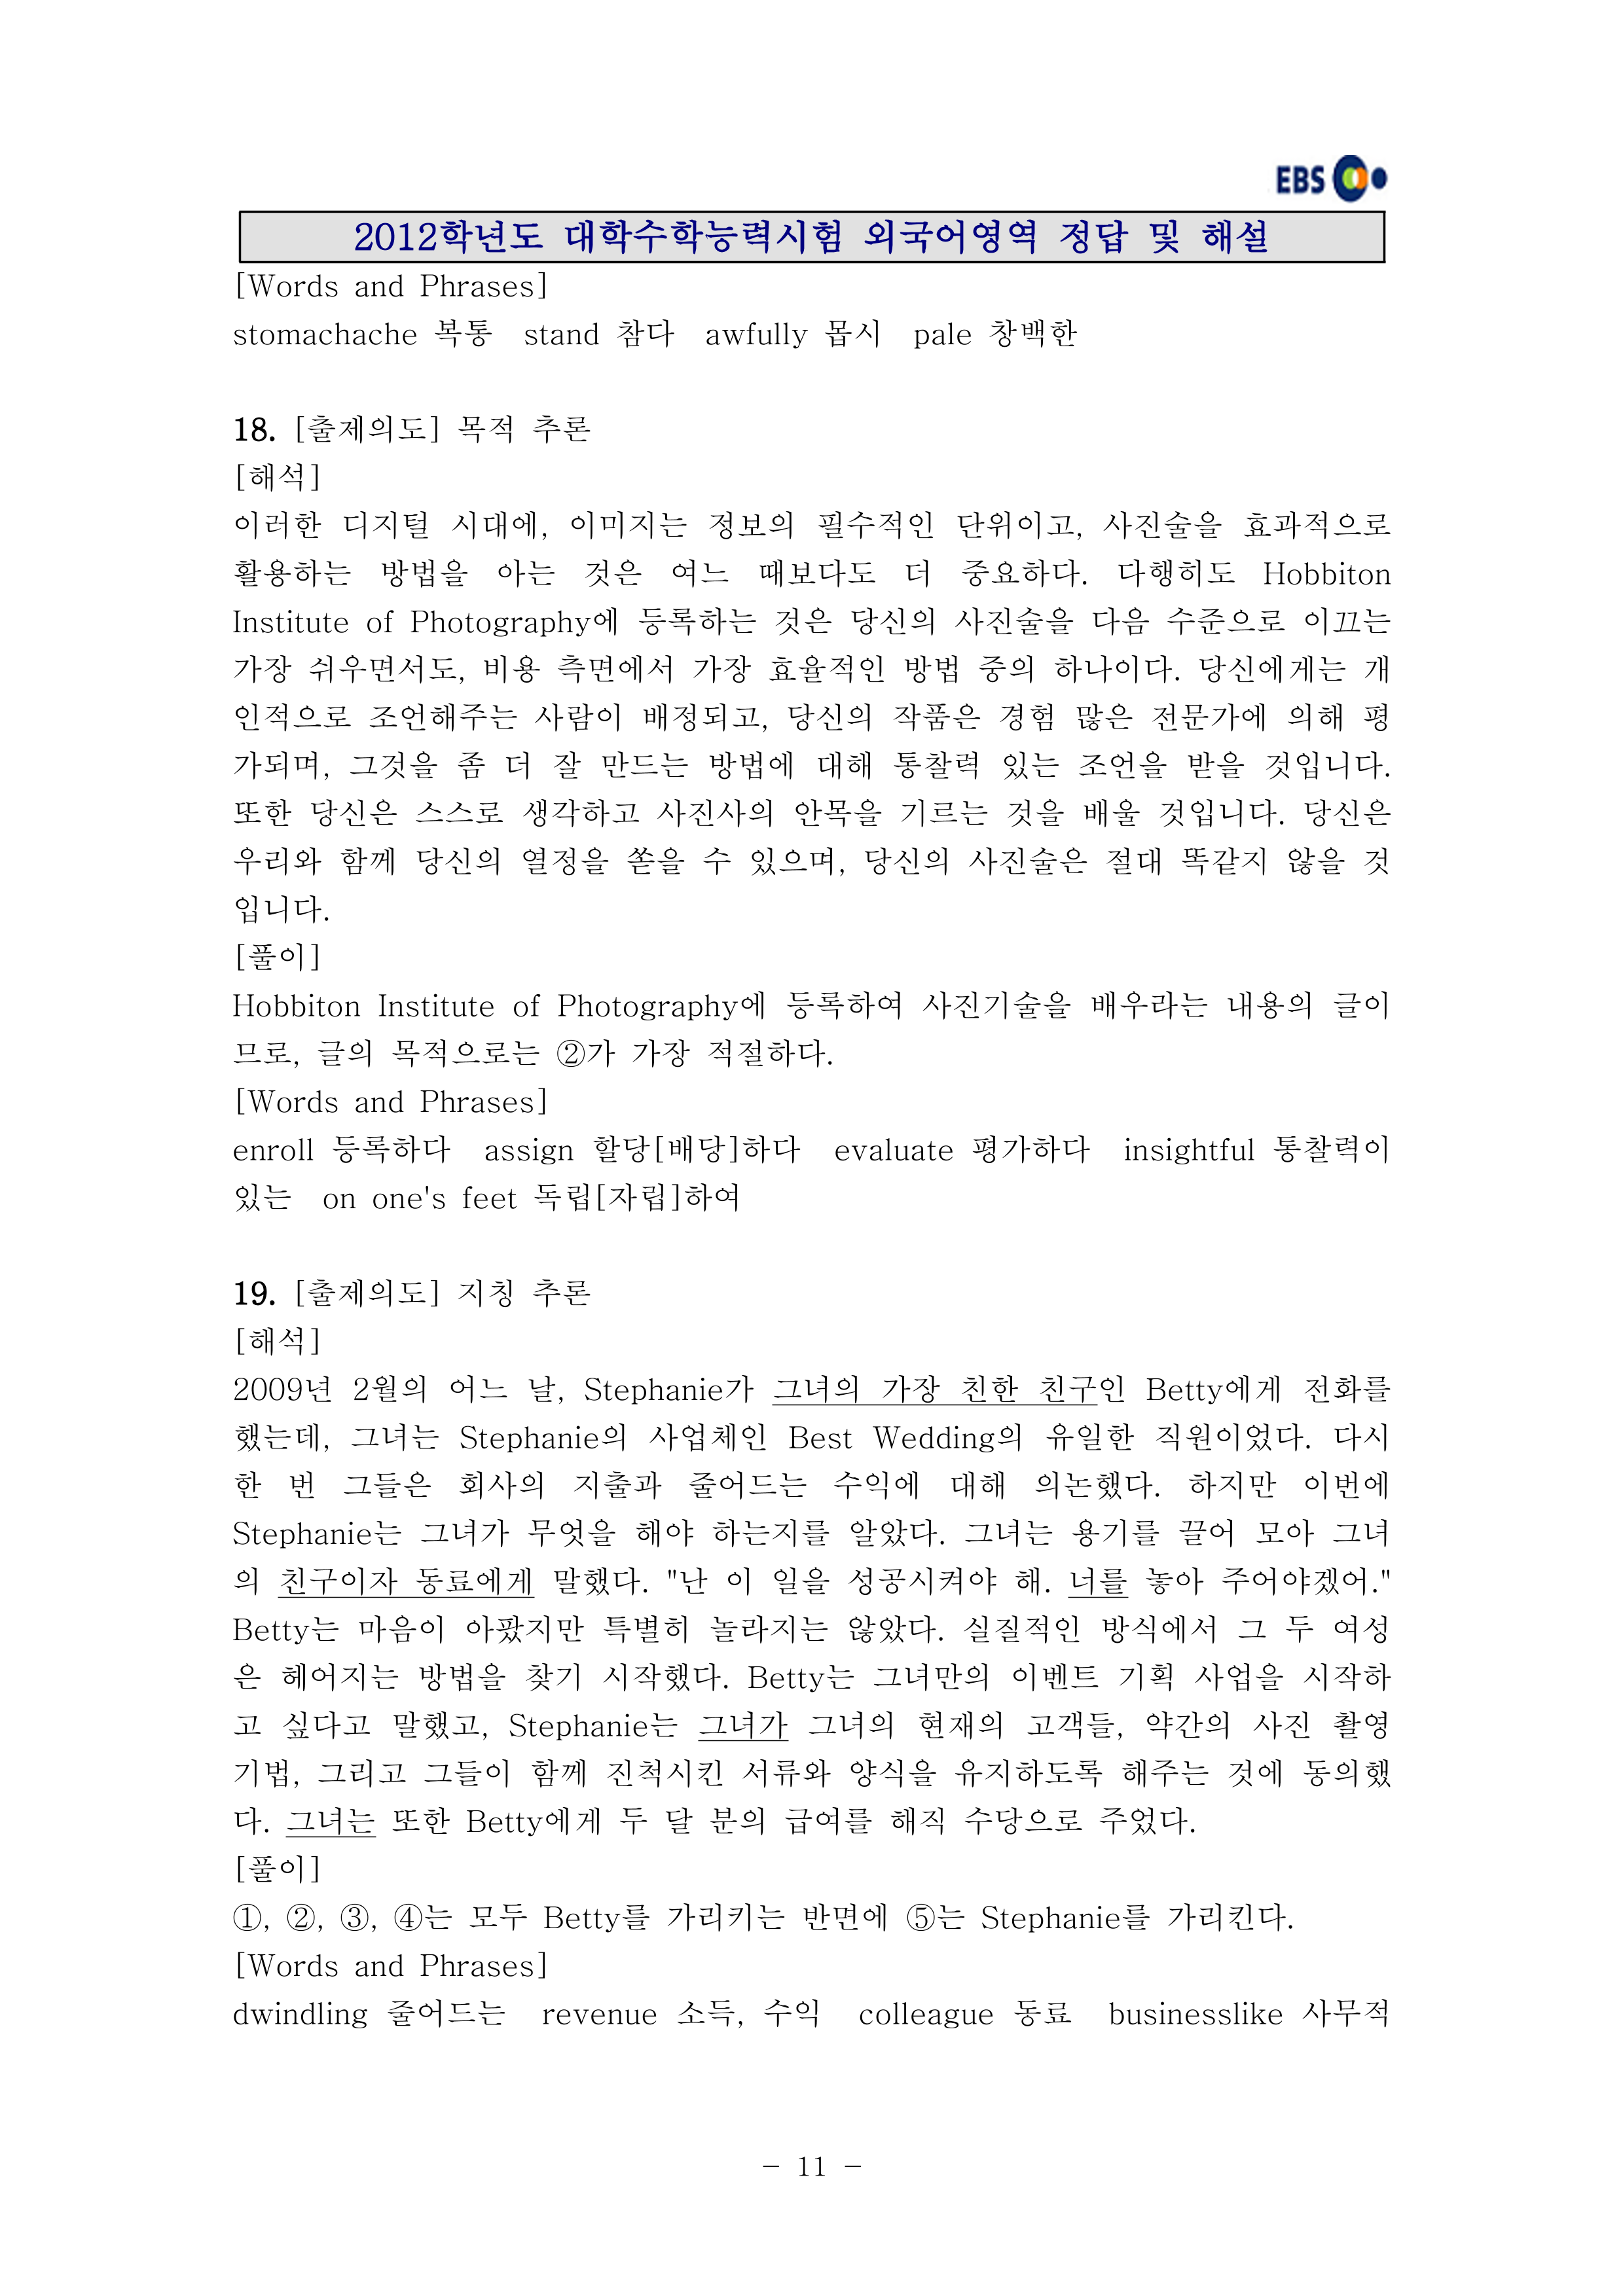 EBS
2012학년도 대학수학능력시험 외국어영역 정답 및 해설
[Words and Phrases]
stomachache 복통 stand 참다 awfully 몹시 pale 창백한
18. [출제의도] 목적 추론
[해석]
이러한 디지털 시대에, 이미지는 정보의 필수적인 단위이고, 사진술을 효과적으로
활용하는 방법을 아는 것은 여느 때보다도 더 중요하다. 다행히도 Hobbiton
Institute of Photography에 등록하는 것은 당신의 사진술을 다음 수준으로 이끄는
가장 쉬우면서도, 비용 측면에서 가장 효율적인 방법 중의 하나이다. 당신에게는 개
인적으로 조언해주는 사람이 배정되고, 당신의 작품은 경험 많은 전문가에 의해 평
가되며, 그것을 좀 더 잘 만드는 방법에 대해 통찰력 있는 조언을 받을 것입니다.
또한 당신은 스스로 생각하고 사진사의 안목을 기르는 것을 배울 것입니다. 당신은
우리와 함께 당신의 열정을 쏟을 수 있으며, 당신의 사진술은 절대 똑같지 않을 것
입니다.
[풀이]
Hobbiton Institute of Photography에 등록하여 사진기술을 배우라는 내용의 글이
므로, 글의 목적으로는 ②가 가장 적절하다.
[Words and Phrases]
enroll 등록하다 assign 할당[배당]하다 evaluate 평가하다 insightful 통찰력이
있는 on one's feet 독립[자립]하여
19. [출제의도] 지칭 추론
[해석]
2009년 2월의 어느 날, Stephanie가 그녀의 가장 친한 친구인 Betty에게 전화를
했는데, 그녀는 Stephanie의 사업체인 Best Wedding의 유일한 직원이었다. 다시
한 번 그들은 회사의 지출과 줄어드는 수익에 대해 의논했다. 하지만 이번에
Stephanie는 그녀가 무엇을 해야 하는지를 알았다. 그녀는 용기를 끌어 모아 그녀
의 친구이자 동료에게 말했다. "난 이 일을 성공시켜야 해. 너를 놓아 주어야겠어."
Betty는 마음이 아팠지만 특별히 놀라지는 않았다. 실질적인 방식에서 그 두 여성
은 헤어지는 방법을 찾기 시작했다. Betty는 그녀만의 이벤트 기획 사업을 시작하
고 싶다고 말했고, Stephanie는 그녀가 그녀의 현재의 고객들, 약간의 사진 촬영
기법, 그리고 그들이 함께 진척시킨 서류와 양식을 유지하도록 해주는 것에 동의했
다. 그녀는 또한 Betty에게 두 달 분의 급여를 해직 수당으로 주었다.
[풀이]
①, ②, ③, ④는 모두 Betty를 가리키는 반면에 ⑤는 Stephanie를 가리킨다.
[Words and Phrases]
dwindling 줄어드는 revenue 소득, 수익 colleague 동료 businesslike 사무적
- 11 -